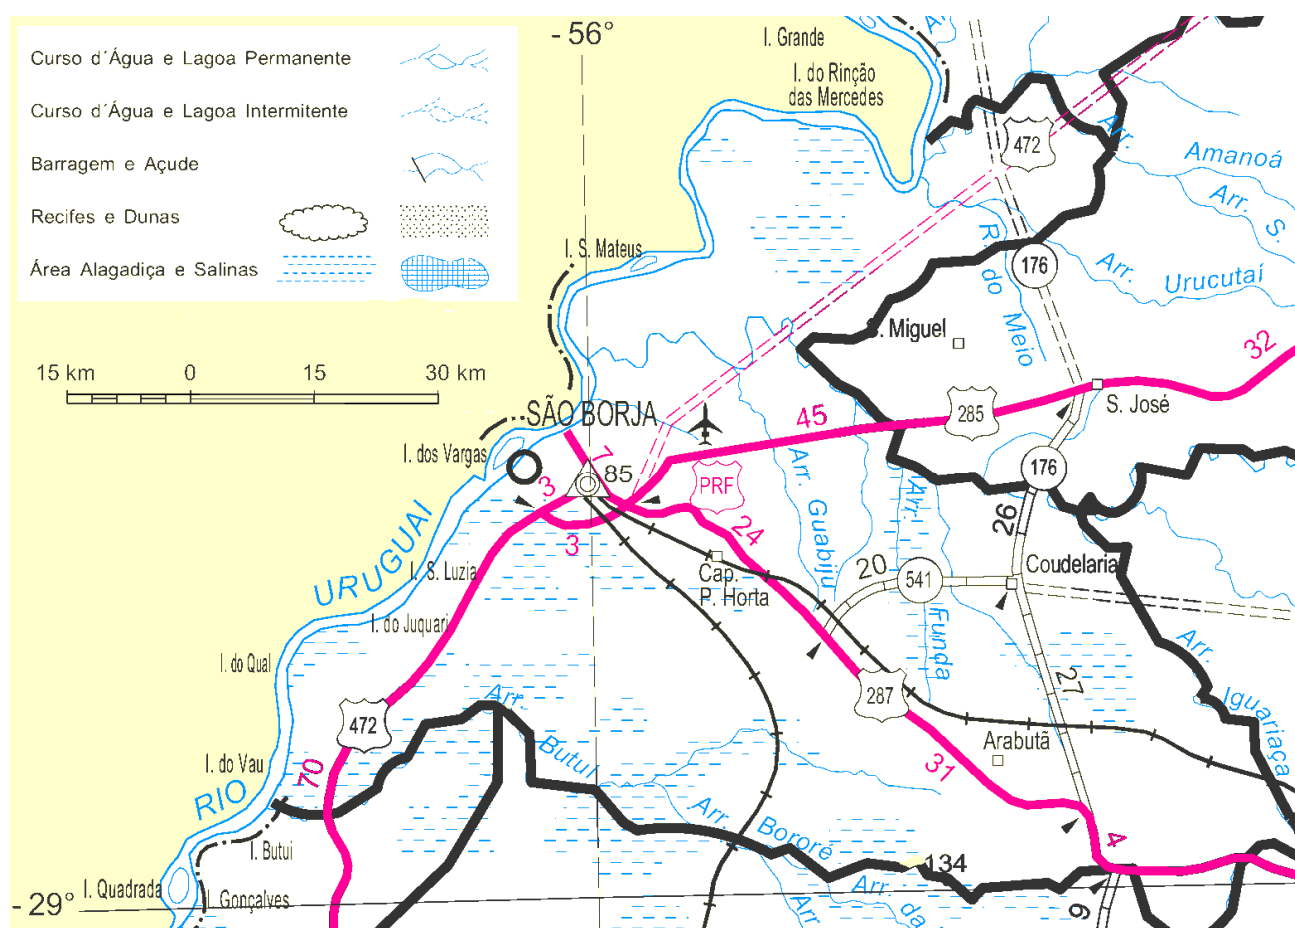 Curso d´Água e Lagoa Permanente
Curso d´Água e Lagoa Intermitente
Barragem e Açude
Recifes e Dunas
Área Alagadiça e Salinas
- 56°
I. Grande
I. do Rinção
das Mercedes
472
Arr.
Amanoá
Arr. S.
I. S. Mateus
R. do Meio
176
Arr. Urucutaí
S. Miguel
32
15 km 0 15 30 km
S. José
SÃO BORJA
45
285
I. dos Vargas
7
85
3
PRF
Arr. Guabiju
Arr. Funda
176
26
3
24
URUGUAI
I. S. Luzia
Cap.
P. Horta
20
541
Coudelaria
I. do Juquari
Arr. Iguariaça
I. do Qual
27
472
Arr. Butuí
287
Arabutã
I. do Vau
70
31
RIO
Arr. Bororé
4
I. Butui
134
I. Quadrada
I. Gonçalves
Arr. da
Arr
6
- 29°